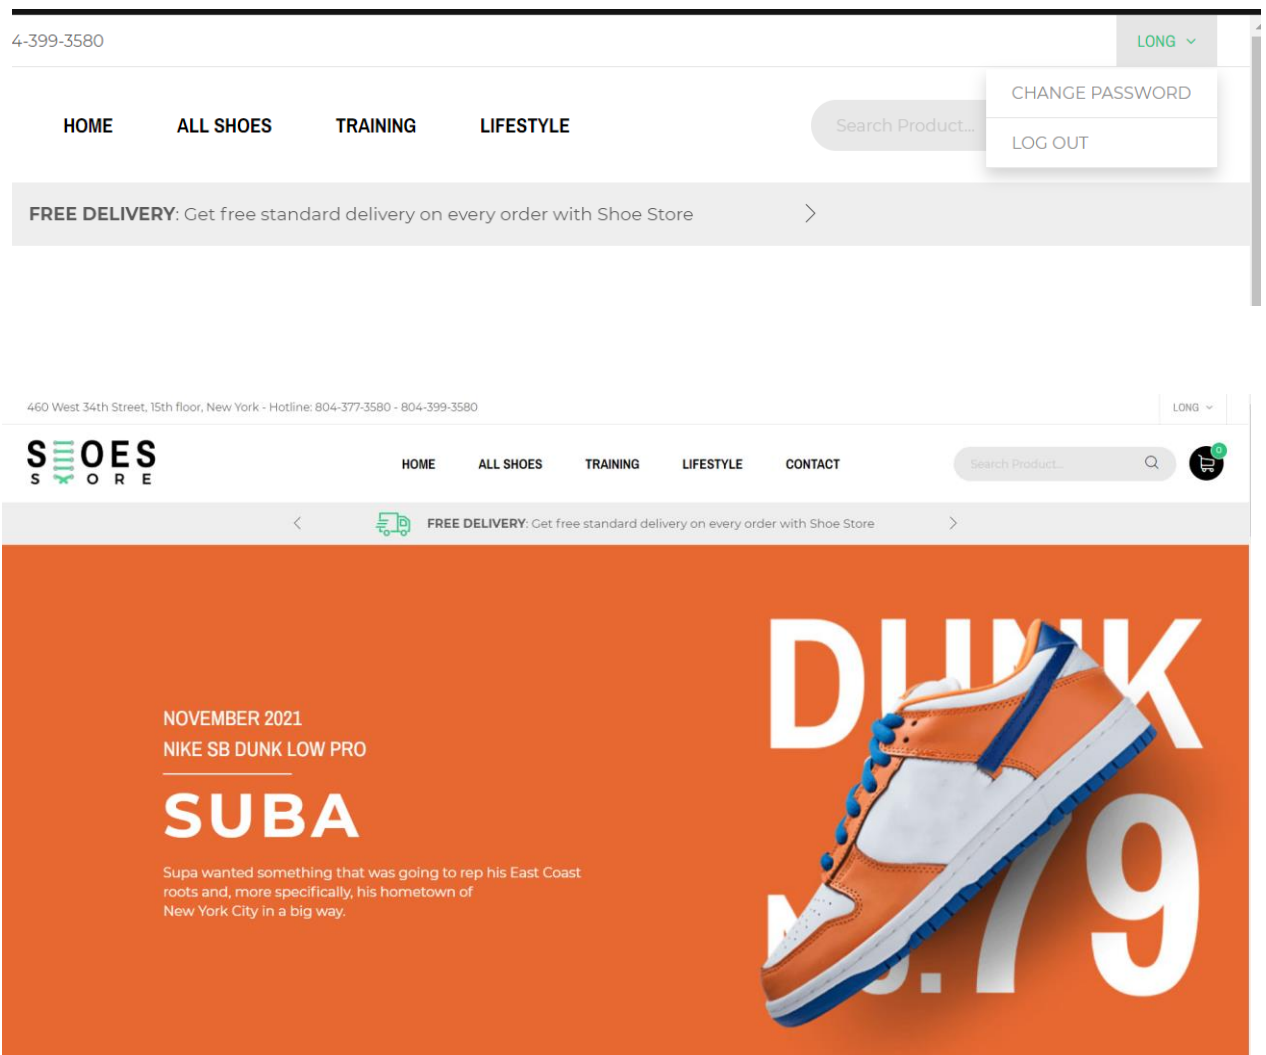 4-399-3580
LONG
CHANGE PASSWORD
LOG OUT
HOME ALL SHOES TRAINING LIFESTYLE
Search Product...
FREE DELIVERY: Get free standard delivery on every order with Shoe Store
460 West 34th Street, 15th floor, New York - Hotline: 804-377-3580 - 804-399-3580
LONG
SHOES
STORE
HOME ALL SHOES TRAINING LIFESTYLE CONTACT
Search Product...
0
FREE DELIVERY: Get free standard delivery on every order with Shoe Store
DUNK
NOVEMBER 2021
NIKE SB DUNK LOW PRO
SUBA
Supa wanted something that was going to rep his East Coast
roots and, more specifically, his hometown of
New York City in a big way.
No.79